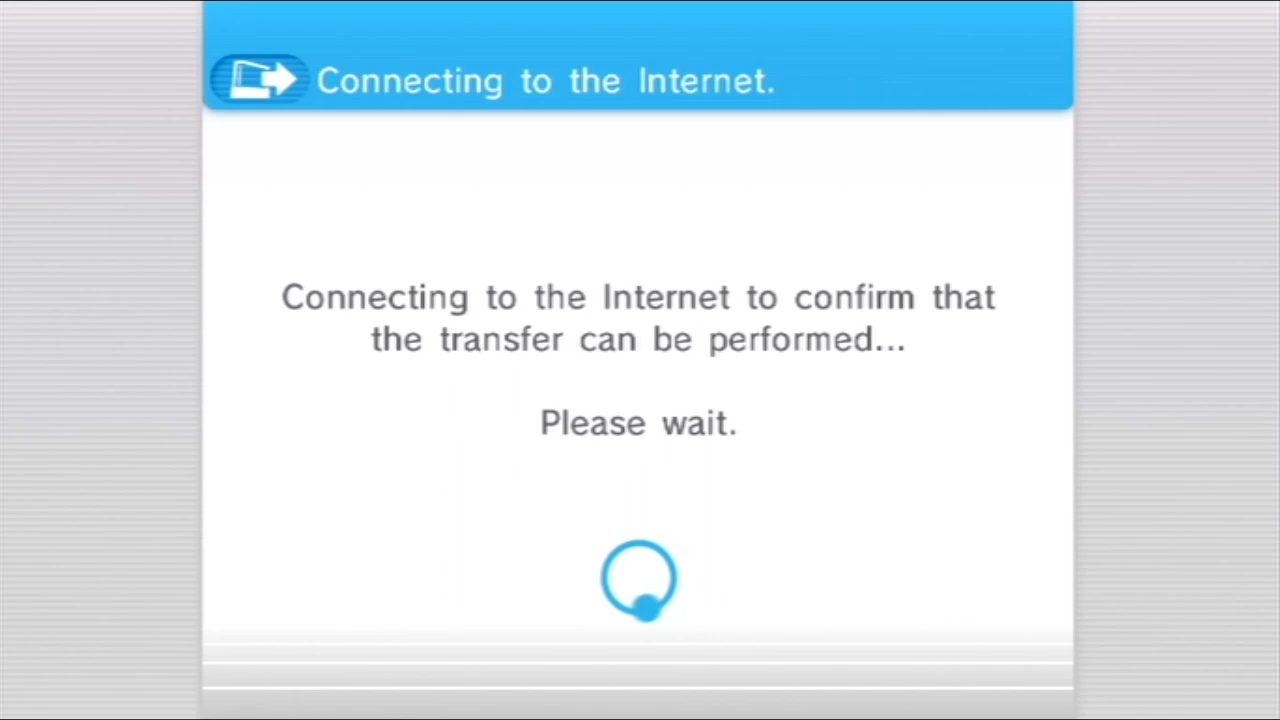 Connecting to the Internet.
Connecting to the Internet to confirm that
the transfer can be performed...
Please wait.